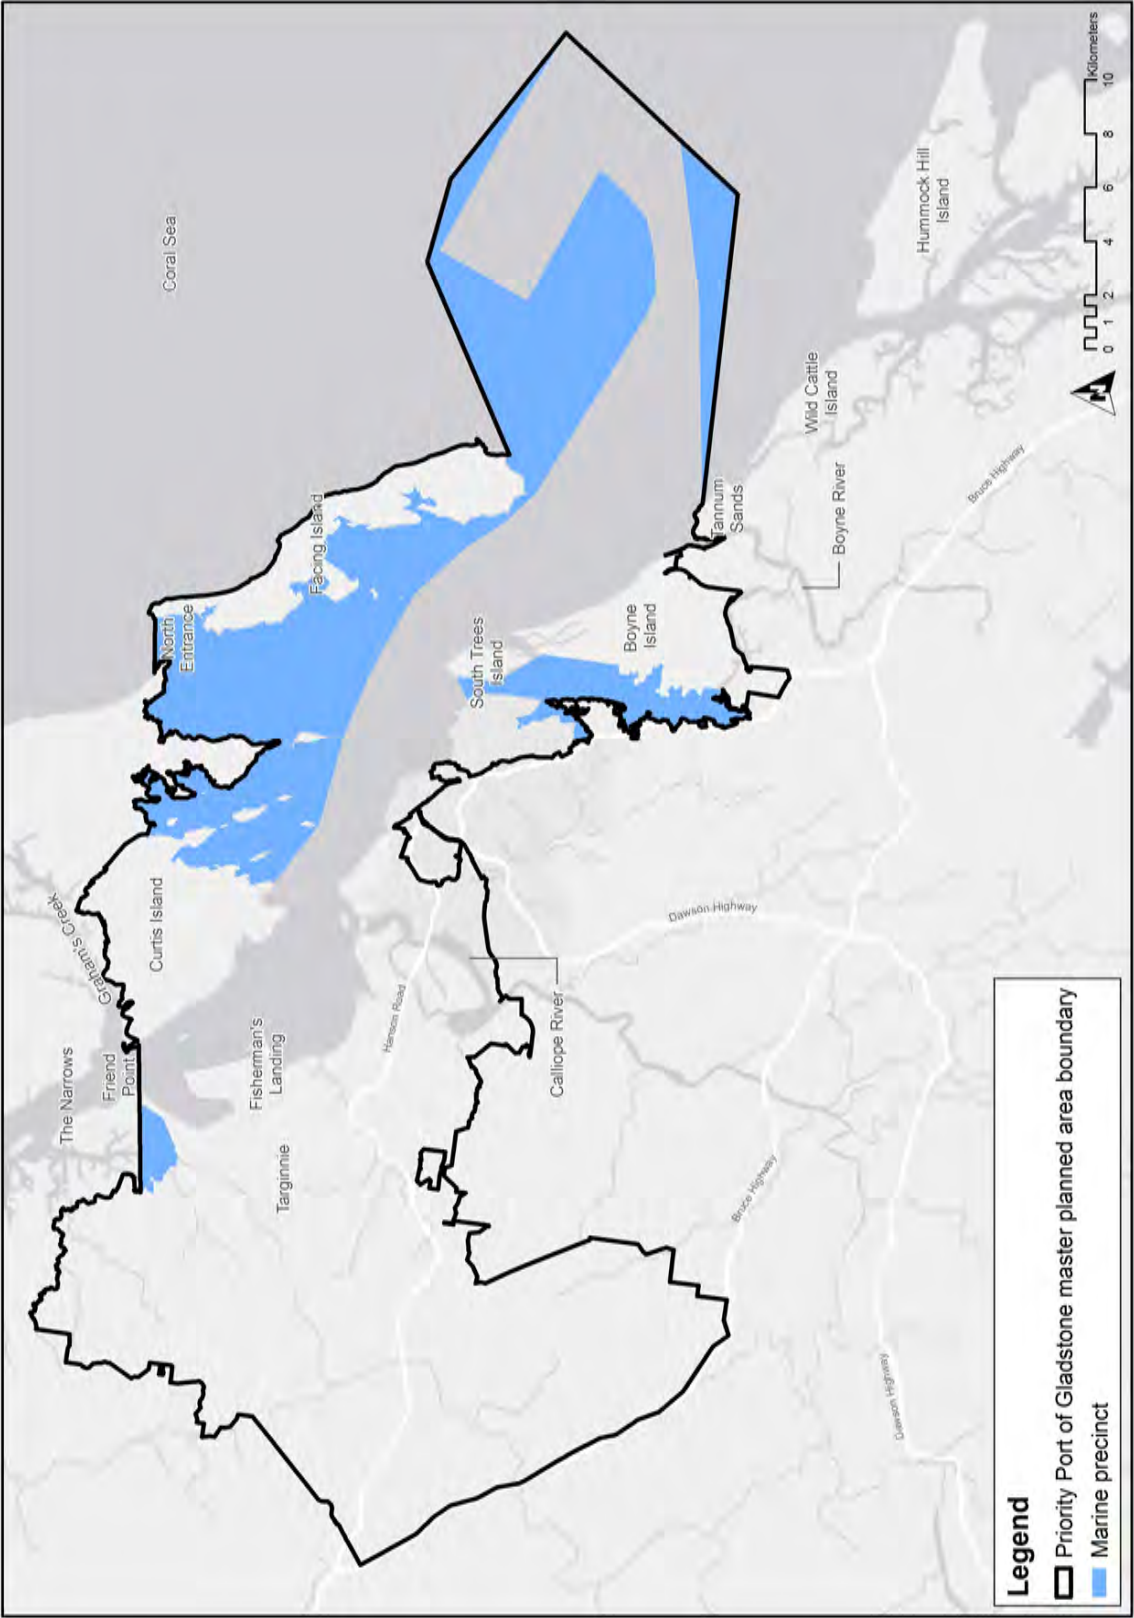 Coral Sea
The Narrows
Graham's Creek
Friend
Point
Curtis Island
North
Entrance
Facing Island
Fisherman's
Landing
Targinnie
Hanson Road
South Trees
Island
Boyne
Island
Tannum
Sands
Wild Cattle
Island
Hummock Hill
Island
Boyne River
Calliope River
Dawson Highway
Bruce Highway
Bruce Highway
Dawson Highway
N
0 1 2 4 6 8 10
Kilometers
Legend
Priority Port of Gladstone master planned area boundary
Marine precinct